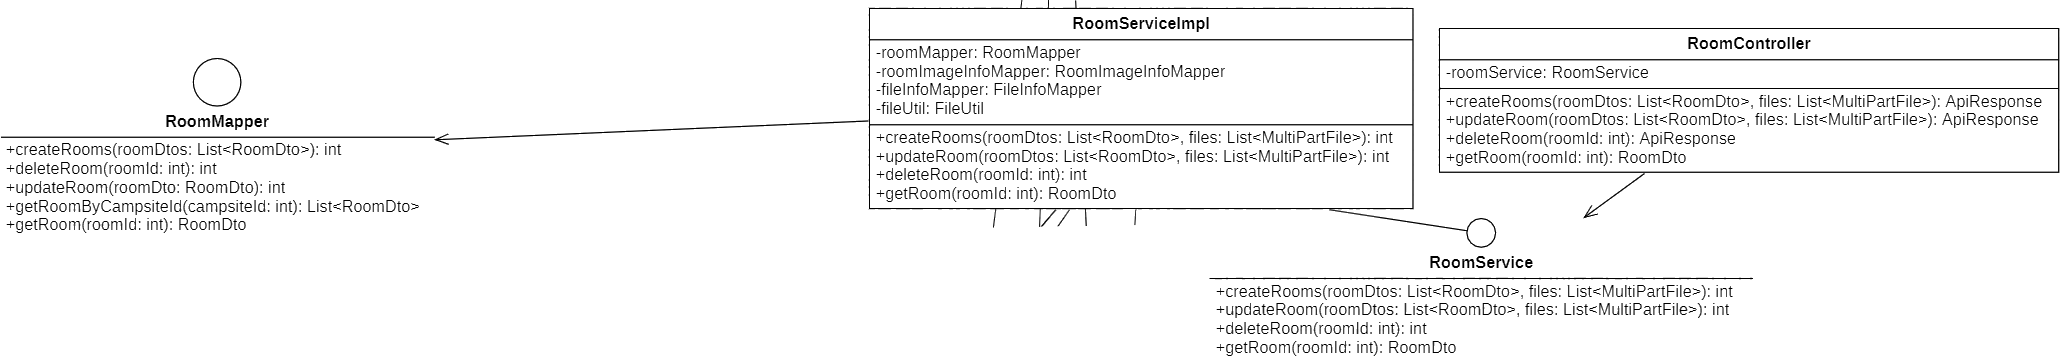 RoomMapper
+createRooms(roomDtos: List<RoomDto>): int
+deleteRoom(roomId: int): int
+updateRoom(roomDto: RoomDto): int
+getRoomByCampsiteId(campsiteId: int): List<RoomDto>
+getRoom(roomId: int): RoomDto
RoomServiceImpl
-roomMapper: RoomMapper
-roomImageInfoMapper: RoomImageInfoMapper
-fileInfoMapper: FileInfoMapper
-fileUtil: FileUtil
+createRooms(roomDtos: List<RoomDto>, files: List<MultiPartFile>): int
+updateRoom(roomDtos: List<RoomDto>, files: List<MultiPartFile>): int
+deleteRoom(roomId: int): int
+getRoom(roomId: int): RoomDto
RoomController
-roomService: RoomService
+createRooms(roomDtos: List<RoomDto>, files: List<MultiPartFile>): ApiResponse
+updateRoom(roomDtos: List<RoomDto>, files: List<MultiPartFile>): ApiResponse
+deleteRoom(roomId: int): ApiResponse
+getRoom(roomId: int): RoomDto
RoomService
+createRooms(roomDtos: List<RoomDto>, files: List<MultiPartFile>): int
+updateRoom(roomDtos: List<RoomDto>, files: List<MultiPartFile>): int
+deleteRoom(roomId: int): int
+getRoom(roomId: int): RoomDto